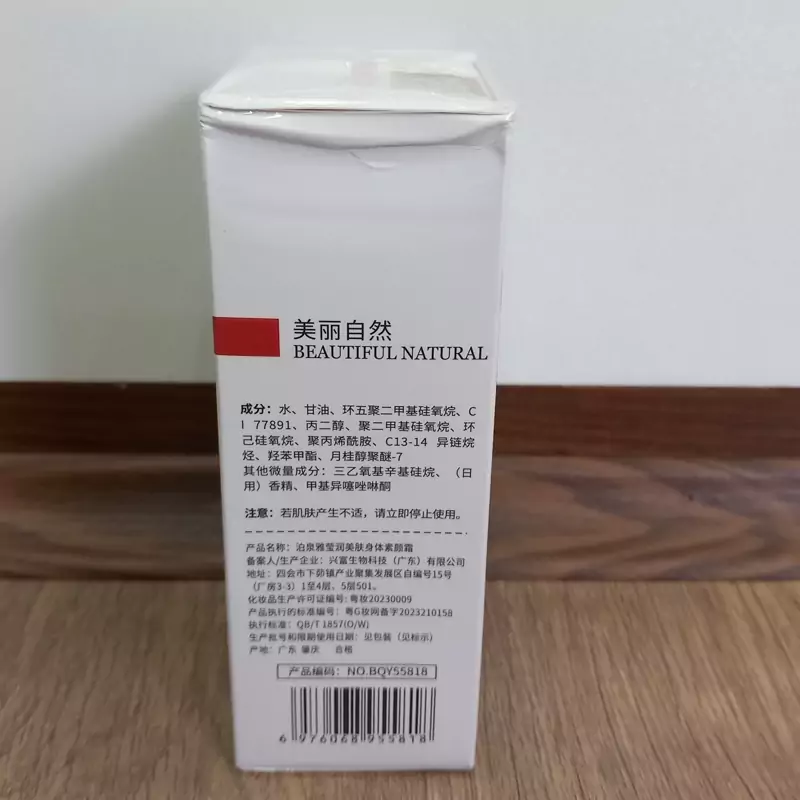 美丽自然
BEAUTIFUL NATURAL
成分：水、甘油、环五聚二甲基硅氧烷、C
I 77891、丙二醇、聚二甲基硅氧烷、环
己硅氧烷、聚丙烯酰胺、C13-14 异链烷
烃、羟苯甲酯、月桂醇聚醚-7
其他微量成分：三乙氧基辛基硅烷、（日
用）香精、甲基异噻唑啉酮
注意：若肌肤产生不适，请立即停止使用。
产品名称：泊泉雅莹润美肤身体素颜霜
备案人/生产企业：兴富生物科技（广东）有限公司
地址：四会市下茆镇产业聚集发展区自编号15号
（厂房3-3）1至4层、5层501。
化妆品生产许可证编号：粤妆20230009
产品执行的标准编号：粤G妆网备字2023210158
执行标准：QB/T 1857(O/W)
生产批号和限期使用日期：见包装（见标示）
产地：广东 肇庆 合格
产品编码：NO.BQY55818
6 976068 955818